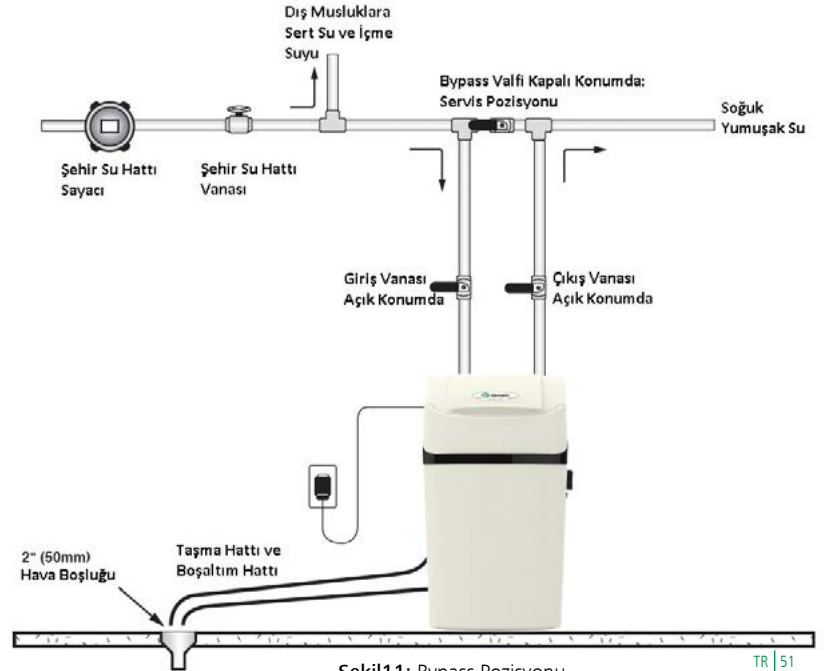 Dış Musluklara
Sert Su ve İçme
Suyu
Bypass Valfi Kapalı Konumda:
Servis Pozisyonu
Soğuk
Yumuşak Su
Şehir Su Hattı
Sayacı
Şehir Su Hattı
Vanası
Giriş Vanası
Açık Konumda
Çıkış Vanası
Açık Konumda
2" (50mm)
Hava Boşluğu
Taşma Hattı ve
Boşaltım Hattı
Şekil11: Bypass Pozisyonu
TR | 51